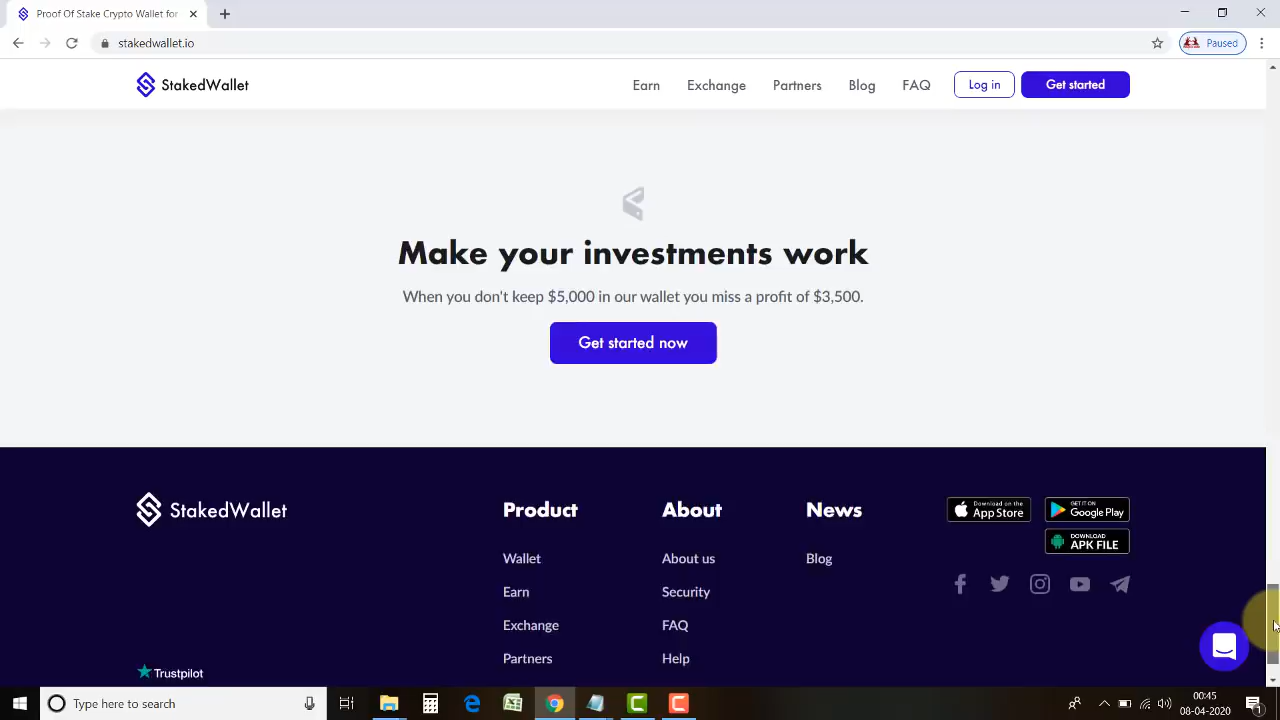 Proof Of Stake Crypto Wallet for
stakedwallet.io
Paused
StakedWallet
Earn
Exchange
Partners
Blog
FAQ
Log in
Get started
Make your investments work
When you don't keep $5,000 in our wallet you miss a profit of $3,500.
Get started now
StakedWallet
Trustpilot
Product
Wallet
Earn
Exchange
Partners
About
About us
Security
FAQ
Help
News
Blog
Download on the
App Store
GET IT ON
Google Play
DOWNLOAD
APK FILE
Type here to search
00:45
08-04-2020